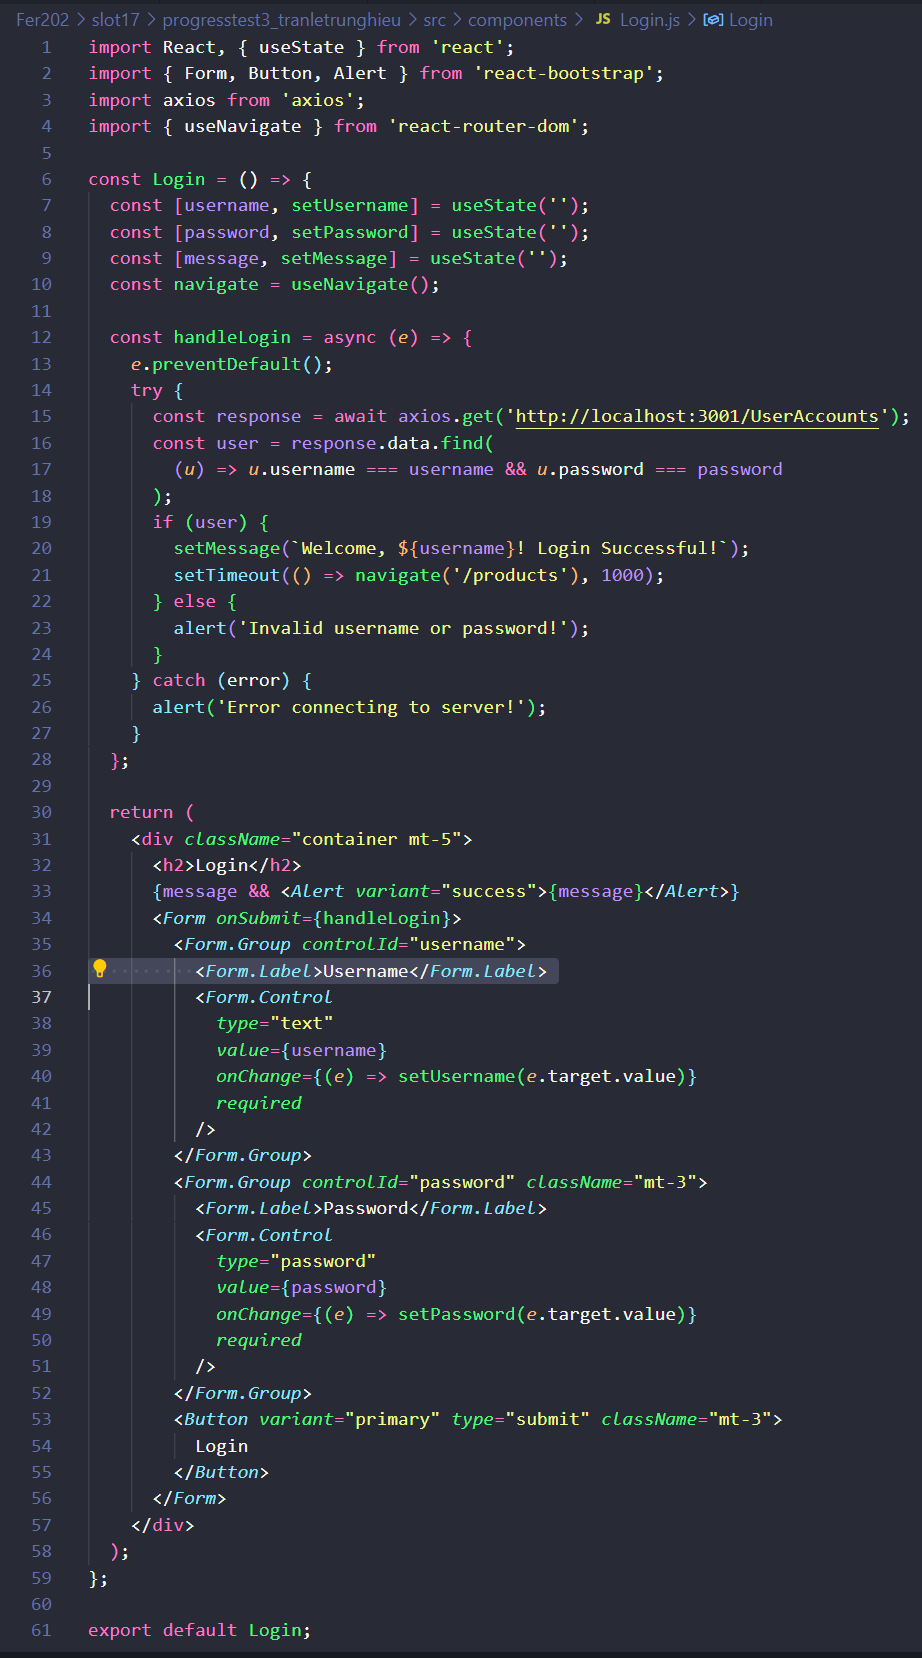 Fer202 > slot17 > progresstest3_tranletrunghieu > src > components > JS Login.js > Login
1 import React, { useState } from 'react';
2 import { Form, Button, Alert } from 'react-bootstrap';
3 import axios from 'axios';
4 import { useNavigate } from 'react-router-dom';
5
6 const Login = () => {
7   const [username, setUsername] = useState('');
8   const [password, setPassword] = useState('');
9   const [message, setMessage] = useState('');
10   const navigate = useNavigate();
11
12   const handleLogin = async (e) => {
13     e.preventDefault();
14     try {
15       const response = await axios.get('http://localhost:3001/UserAccounts');
16       const user = response.data.find(
17         (u) => u.username === username && u.password === password
18       );
19       if (user) {
20         setMessage(`Welcome, ${username}! Login Successful!`);
21         setTimeout(() => navigate('/products'), 1000);
22       } else {
23         alert('Invalid username or password!');
24       }
25     } catch (error) {
26       alert('Error connecting to server!');
27     }
28   };
29
30   return (
31     <div className="container mt-5">
32       <h2>Login</h2>
33       {message && <Alert variant="success">{message}</Alert>}
34       <Form onSubmit={handleLogin}>
35         <Form.Group controlId="username">
36           <Form.Label>Username</Form.Label>
37           <Form.Control
38             type="text"
39             value={username}
40             onChange={(e) => setUsername(e.target.value)}
41             required
42           />
43         </Form.Group>
44         <Form.Group controlId="password" className="mt-3">
45           <Form.Label>Password</Form.Label>
46           <Form.Control
47             type="password"
48             value={password}
49             onChange={(e) => setPassword(e.target.value)}
50             required
51           />
52         </Form.Group>
53         <Button variant="primary" type="submit" className="mt-3">
54           Login
55         </Button>
56       </Form>
57     </div>
58   );
59 };
60
61 export default Login;